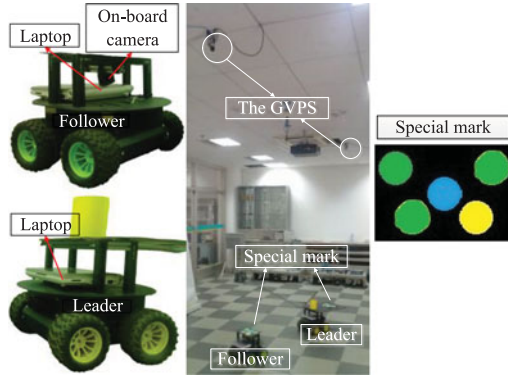 On-board
camera
Laptop
Follower
Laptop
Leader
The GVPS
Special mark
Leader
Follower
Special mark